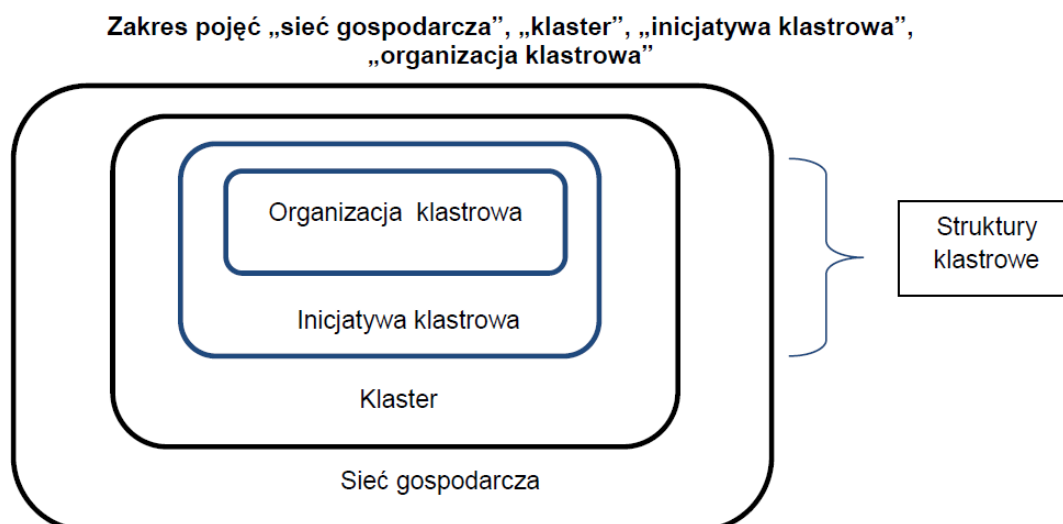 Zakres pojęć „sieć gospodarcza”, „klaster”, „inicjatywa klastrowa”,
„organizacja klastrowa”
Organizacja klastrowa
Inicjatywa klastrowa
Klaster
Sieć gospodarcza
Struktury
klastrowe